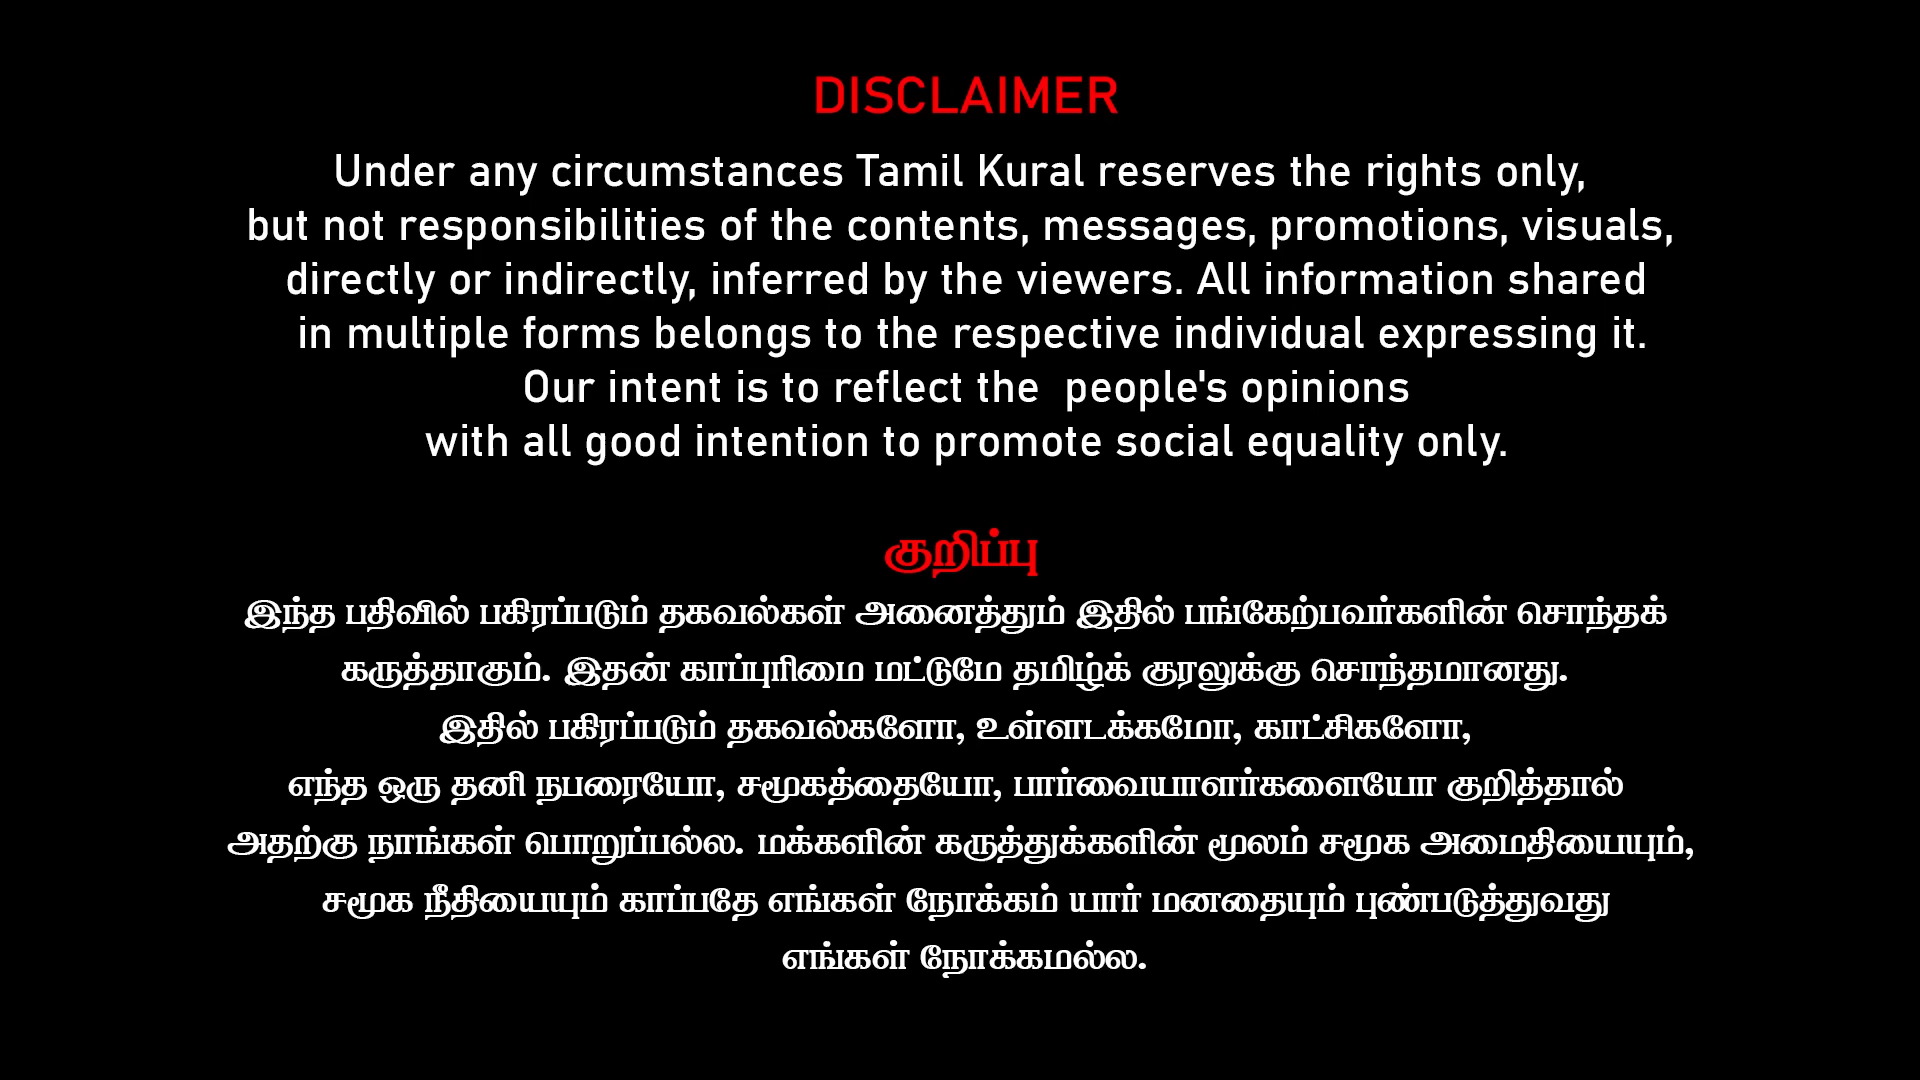 DISCLAIMER
Under any circumstances Tamil Kural reserves the rights only,
but not responsibilities of the contents, messages, promotions, visuals,
directly or indirectly, inferred by the viewers. All information shared
in multiple forms belongs to the respective individual expressing it.
Our intent is to reflect the people's opinions
with all good intention to promote social equality only.
குறிப்பு
இந்த பதிவில் பகிரப்படும் தகவல்கள் அனைத்தும் இதில் பங்கேற்பவர்களின் சொந்தக்
கருத்தாகும். இதன் காப்புரிமை மட்டுமே தமிழ்க் குரலுக்கு சொந்தமானது.
இதில் பகிரப்படும் தகவல்களோ, உள்ளடக்கமோ, காட்சிகளோ,
எந்த ஒரு தனி நபரையோ, சமூகத்தையோ, பார்வையாளர்களையோ குறித்தால்
அதற்கு நாங்கள் பொறுப்பல்ல. மக்களின் கருத்துக்களின் மூலம் சமூக அமைதியையும்,
சமூக நீதியையும் காப்பதே எங்கள் நோக்கம் யார் மனதையும் புண்படுத்துவது
எங்கள் நோக்கமல்ல.